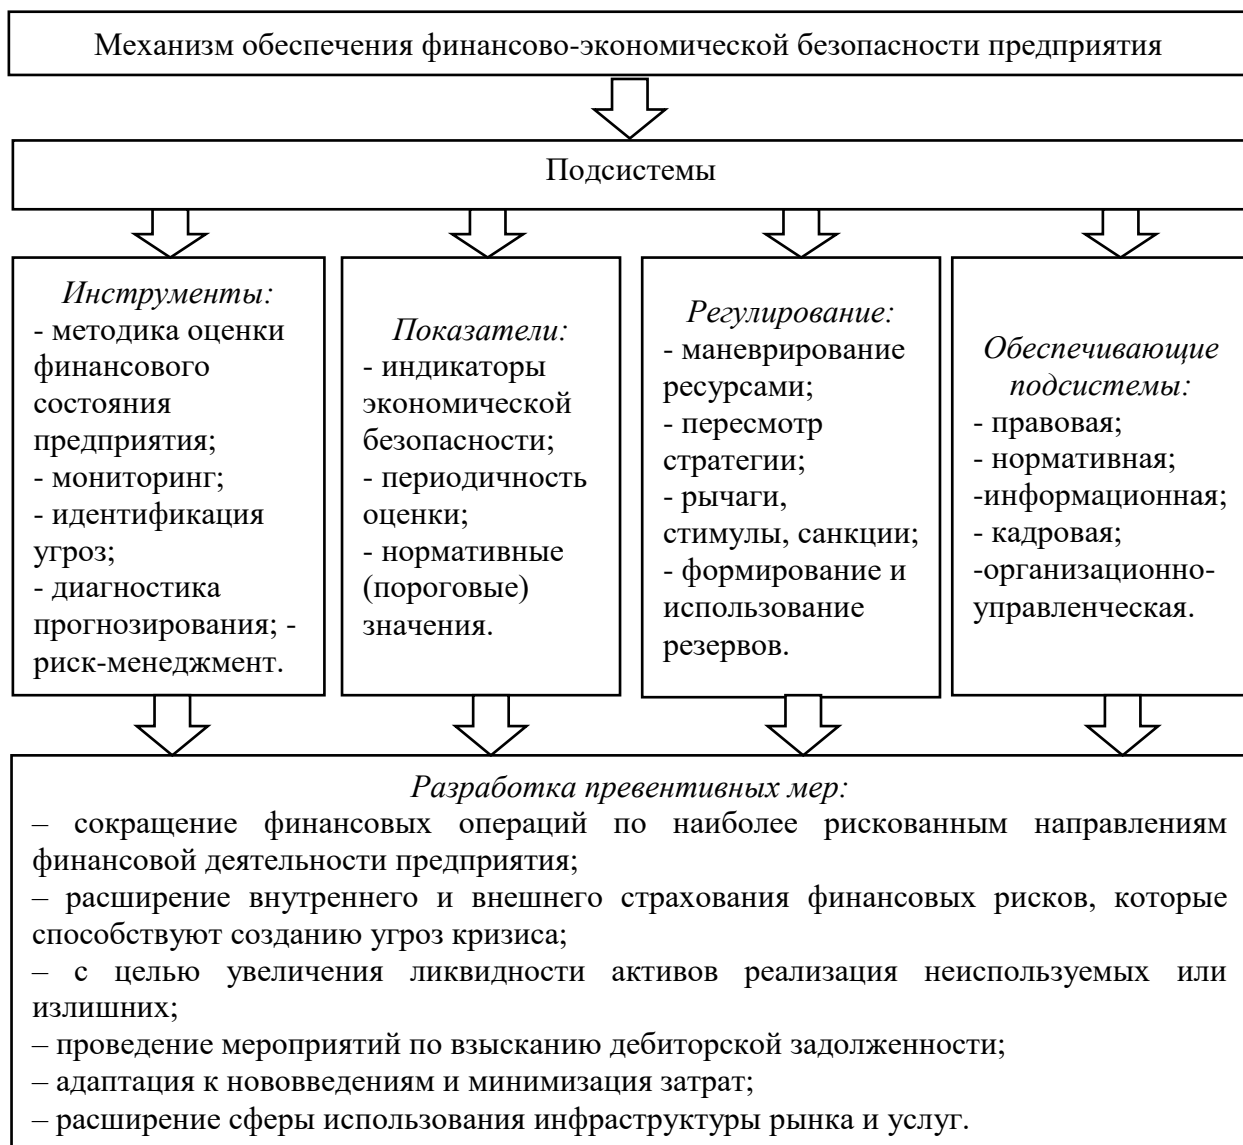 Механизм обеспечения финансово-экономической безопасности предприятия
Подсистемы
Инструменты:
- методика оценки
финансового
состояния
предприятия;
- мониторинг;
- идентификация
угроз;
- диагностика
прогнозирования; -
риск-менеджмент.
Показатели:
- индикаторы
экономической
безопасности;
- периодичность
оценки;
- нормативные
(пороговые)
значения.
Регулирование:
- маневрирование
ресурсами;
- пересмотр
стратегии;
- рычаги,
стимулы, санкции;
- формирование и
использование
резервов.
Обеспечивающие
подсистемы:
- правовая;
- нормативная;
-информационная;
- кадровая;
-организационно-
управленческая.
Разработка превентивных мер:
– сокращение финансовых операций по наиболее рискованным направлениям
финансовой деятельности предприятия;
– расширение внутреннего и внешнего страхования финансовых рисков, которые
способствуют созданию угроз кризиса;
– с целью увеличения ликвидности активов реализация неиспользуемых или
излишних;
– проведение мероприятий по взысканию дебиторской задолженности;
– адаптация к нововведениям и минимизация затрат;
– расширение сферы использования инфраструктуры рынка и услуг.